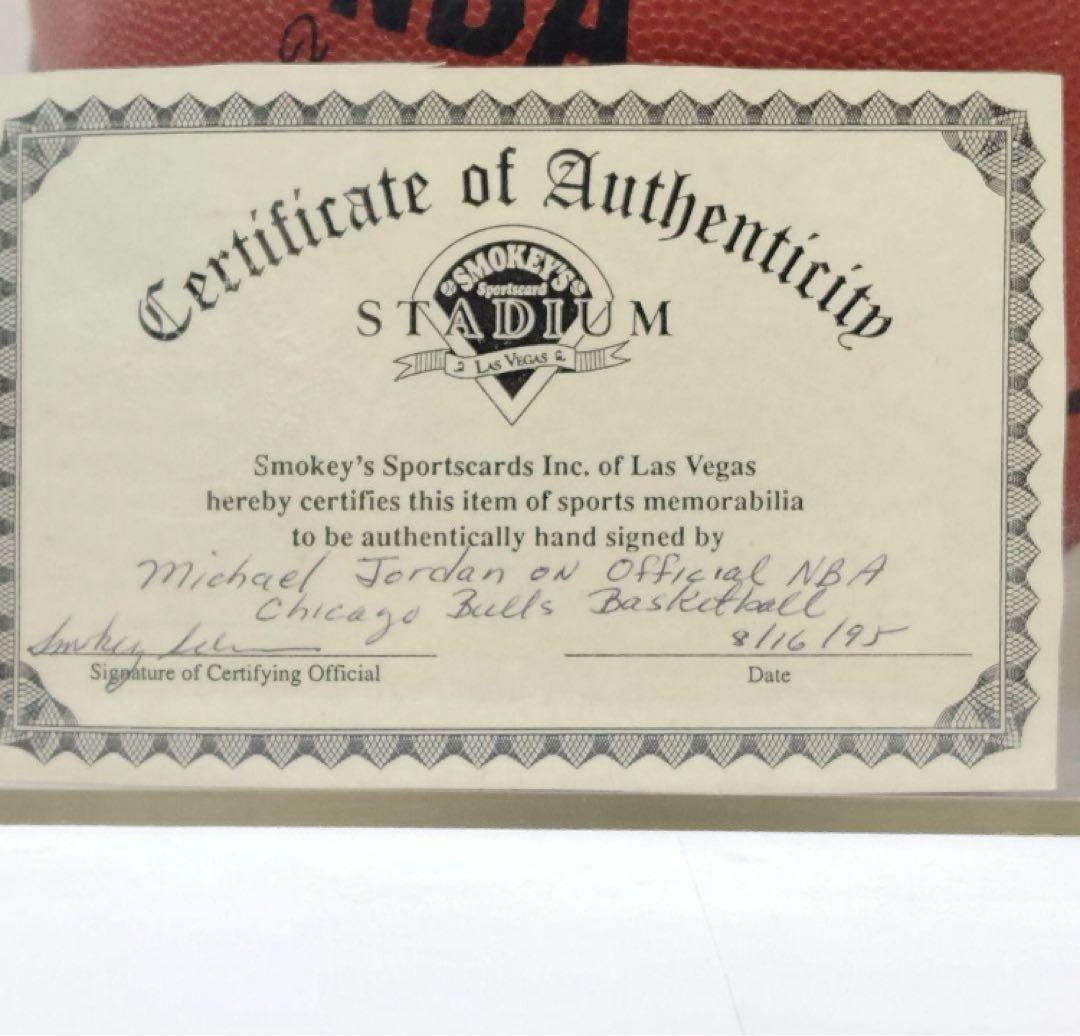 NBA
Certificate of Authenticity
SMOKEY'S
Sportscard
STADIUM
LAS VEGAS
Smokey's Sportscards Inc. of Las Vegas
hereby certifies this item of sports memorabilia
to be authentically hand signed by
Michael Jordan on Official NBA
Chicago Bulls Basketball
Smokey
8/16/95
Signature of Certifying Official
Date